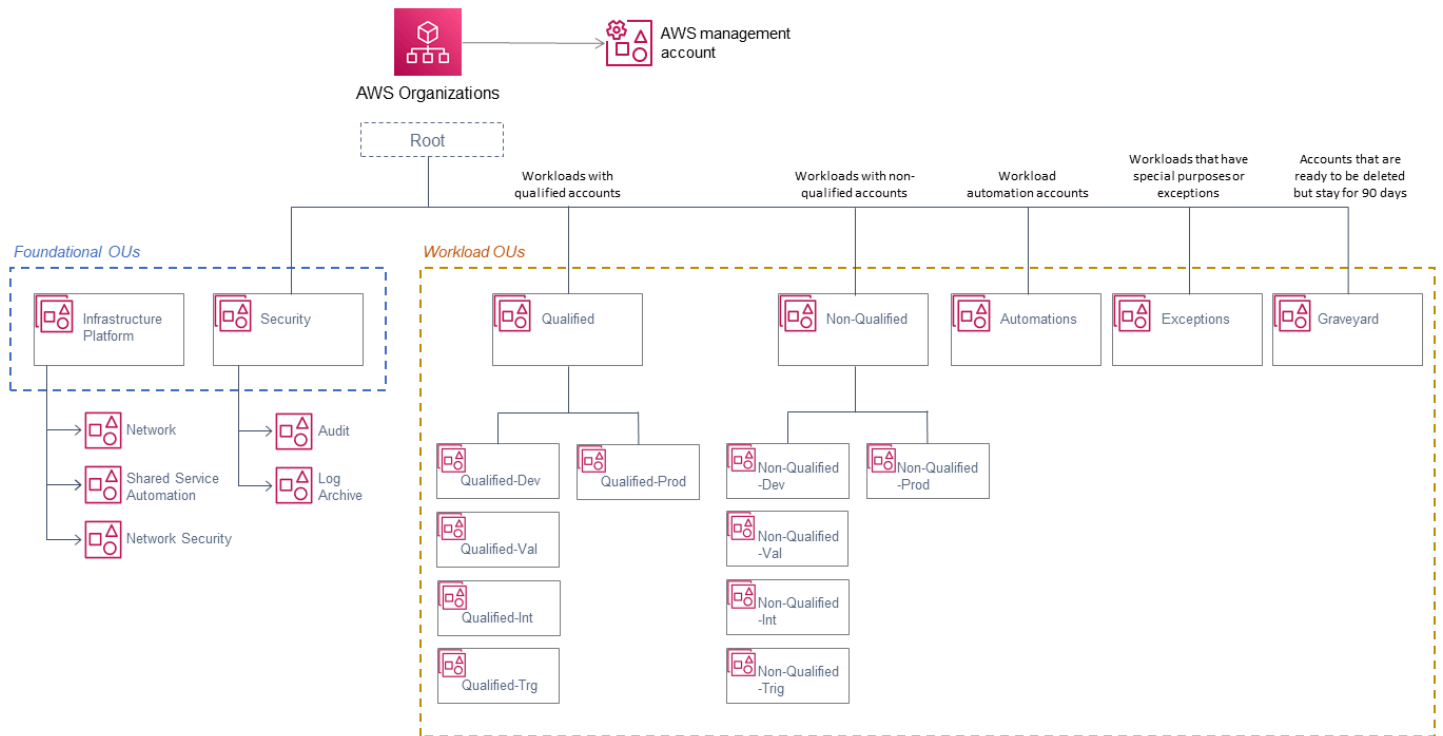 AWS management
account
AWS Organizations
Root
Workloads with
qualified accounts
Workloads with non-
qualified accounts
Workload
automation accounts
Workloads that have
special purposes or
exceptions
Accounts that are
ready to be deleted
but stay for 90 days
Foundational OUs
Workload OUs
Infrastructure
Platform
Security
Qualified
Non-Qualified
Automations
Exceptions
Graveyard
Network
Shared Service
Automation
Network Security
Audit
Log
Archive
Qualified-Dev
Qualified-Prod
Qualified-Val
Qualified-Int
Qualified-Trg
Non-Qualified
-Dev
Non-Qualified
-Prod
Non-Qualified
-Val
Non-Qualified
-Int
Non-Qualified
-Trig